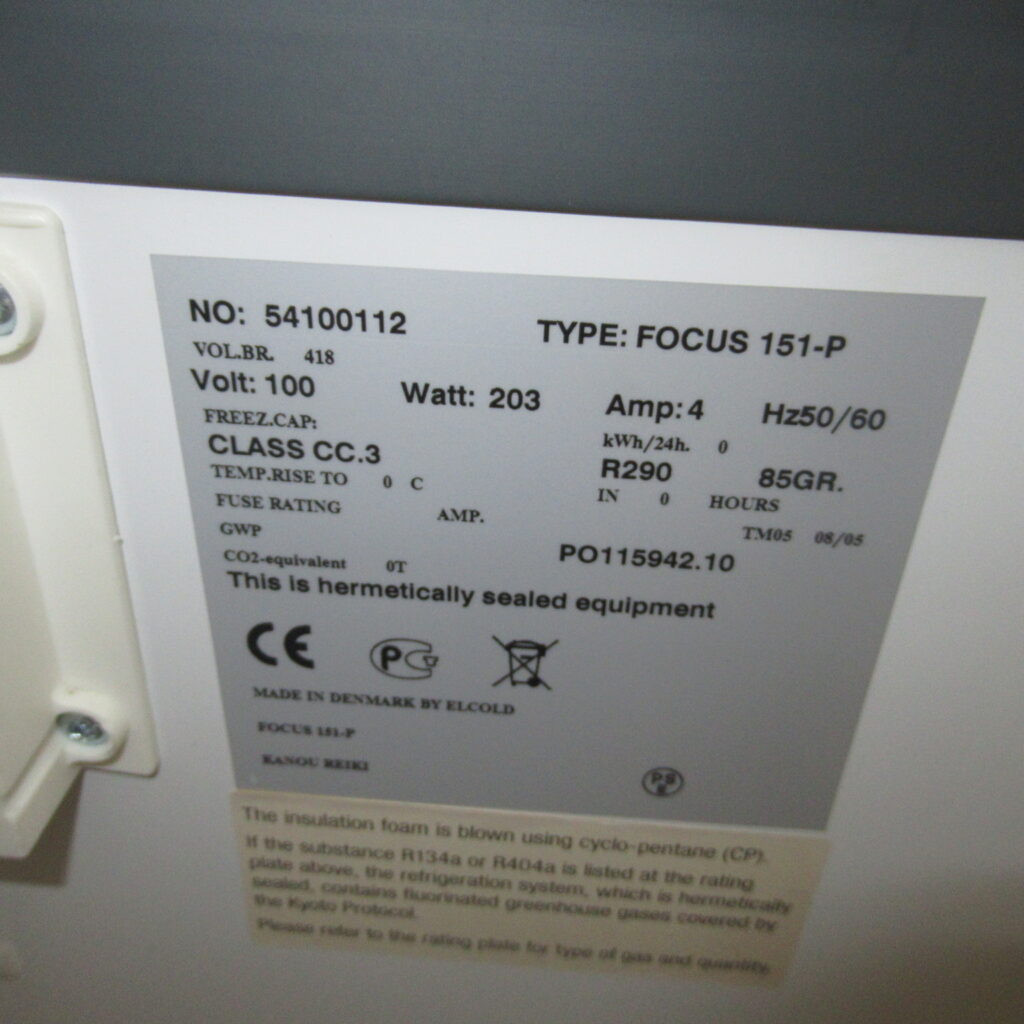 NO: 54100112 TYPE: FOCUS 151-P
VOL.BR. 418
Volt: 100 Watt: 203 Amp: 4 Hz50/60
FREEZ.CAP: kWh/24h. 0
CLASS CC.3 R290 85GR.
TEMP.RISE TO 0 C IN 0 HOURS
FUSE RATING AMP. TM05 08/05
GWP
CO2-equivalent 0T PO115942.10
This is hermetically sealed equipment
CE PG
MADE IN DENMARK BY ELCOLD
FOCUS 151-P
KANOU REIKI
PS E
The insulation foam is blown using cyclo-pentane (CP).
If the substance R134a or R404a is listed at the rating
plate above, the refrigeration system, which is hermetically
sealed, contains fluorinated greenhouse gases covered by
the Kyoto Protocol.
Please refer to the rating plate for type of gas and quantity.